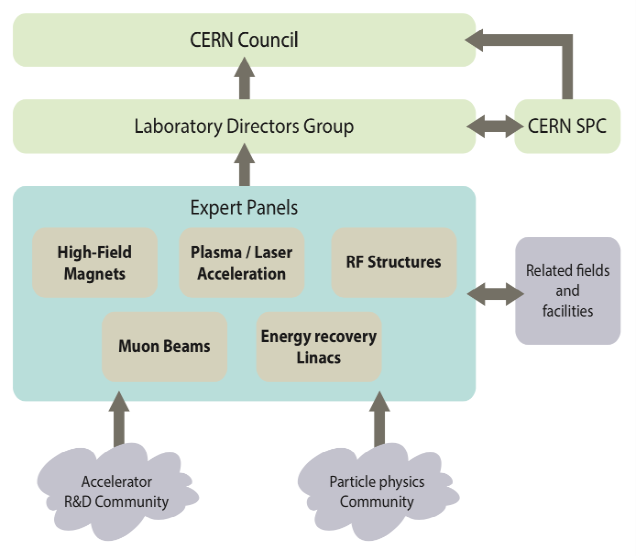 CERN Council
Laboratory Directors Group
CERN SPC
Expert Panels
High-Field
Magnets
Plasma / Laser
Acceleration
RF Structures
Muon Beams
Energy recovery
Linacs
Related fields
and
facilities
Accelerator
R&D Community
Particle physics
Community